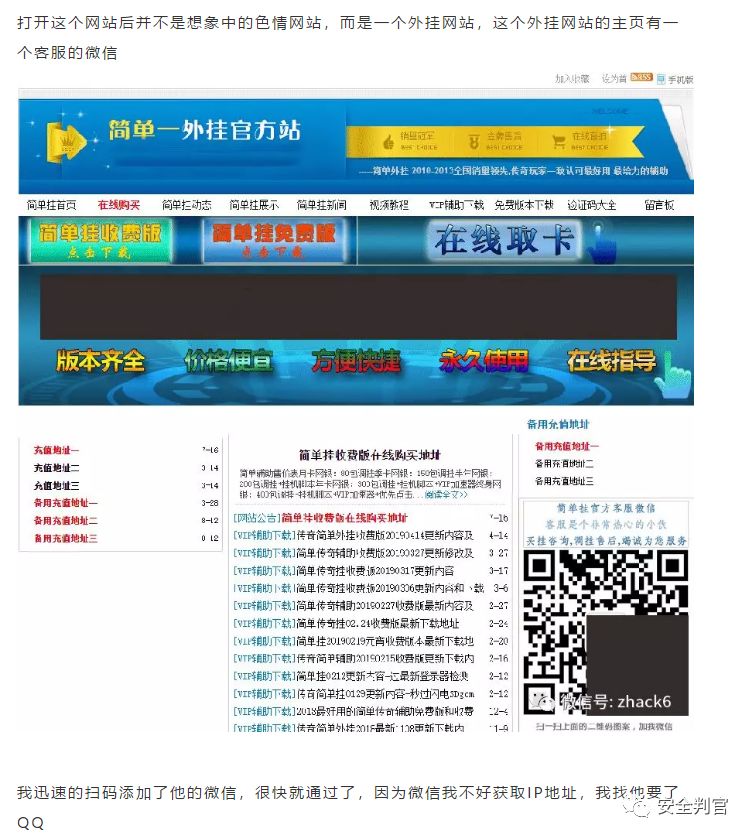 打开这个网站后并不是想象中的色情网站，而是一个外挂网站，这个外挂网站的主页有一
个客服的微信
加入收藏 设为首 RSS 手机版
WELCOME
简单一外挂官方站
销量冠军 金牌售后 在线直销
BEST CHOICE BEST CHOICE BEST CHOICE
-----简单外挂 2010-2013全国销量领先,传奇玩家一致认可最好用 最给力的辅助
简单挂首页 在线购买 简单挂动态 简单挂展示 简单挂新闻 视频教程 VIP辅助下载 免费版本下载 验证码大全 留言板
简单挂收费版 简单挂免费版 在线取卡
点击下载 点击下载
版本齐全 价格便宜 方便快捷 永久使用 在线指导
充值地址一 7-16
充值地址二 3-14
充值地址三 3-14
备用充值地址一 3-28
备用充值地址二 8-12
备用充值地址三
简单挂收费版在线购买地址
简单辅助售价表月卡网银：80包调挂季卡网银：150包调挂半年网银：
200包调挂+挂机脚本年卡网银：300包调挂+挂机脚本+VIP加速器终身网
银：400包调挂+挂机脚本+VIP加速器+优先点击... 阅读全文>>
[网站公告]简单挂收费版在线购买地址 7-16
[VIP辅助下载]传奇简单外挂收费版20190414更新内容及 4-14
[VIP辅助下载]简单传奇辅助收费版20190327更新修改及 3-27
[VIP辅助下载]简单传奇挂收费版20190317更新内容 3-17
[VIP辅助下载]简单传奇挂收费版20190306更新内容和下载 3-6
[VIP辅助下载]简单传奇辅助20190227收费版最新内容及 2-27
[VIP辅助下载]简单传奇挂02.24收费版最新下载地址 2-24
[VIP辅助下载]简单挂20190219元宵收费版本最新下载地 2-20
[VIP辅助下载]传奇简单辅助20190215收费版更新下载内 2-16
[VIP辅助下载]简单挂0212更新内容-过最新登录器检测 2-12
[VIP辅助下载]传奇简单挂0129更新内容-秒过闪电3Dgcm 2-12
[VIP辅助下载]2018最好用的简单传奇辅助免费版和收费 12-4
[VIP辅助下载]传奇简单外挂2018最新1108更新下载内 11-9
备用充值地址
备用充值地址一
备用充值地址二
备用充值地址三
简单挂官方客服微信
客服是个非常热心的小伙
买挂咨询,调挂售后,竭诚为您服务
微信号: zhack6
扫一扫上面的二维码图案，加我微信
我迅速的扫码添加了他的微信，很快就通过了，因为微信我不好获取IP地址，我找他要了
QQ
安全判官